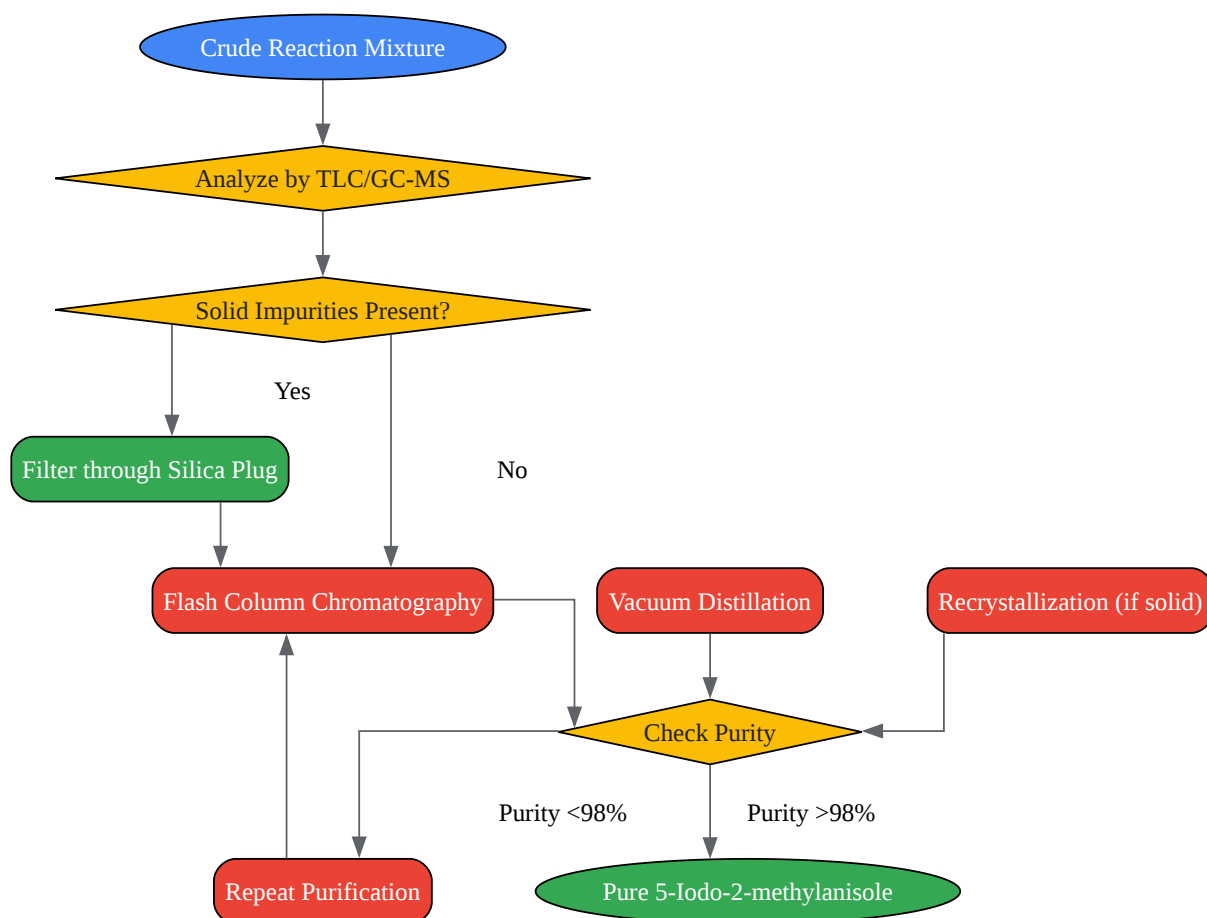 Crude Reaction Mixture
Analyze by TLC/GC-MS
Solid Impurities Present?
Yes
Filter through Silica Plug
No
Flash Column Chromatography
Vacuum Distillation
Recrystallization (if solid)
Check Purity
Purity <98%
Purity >98%
Repeat Purification
Pure 5-Iodo-2-methylanisole